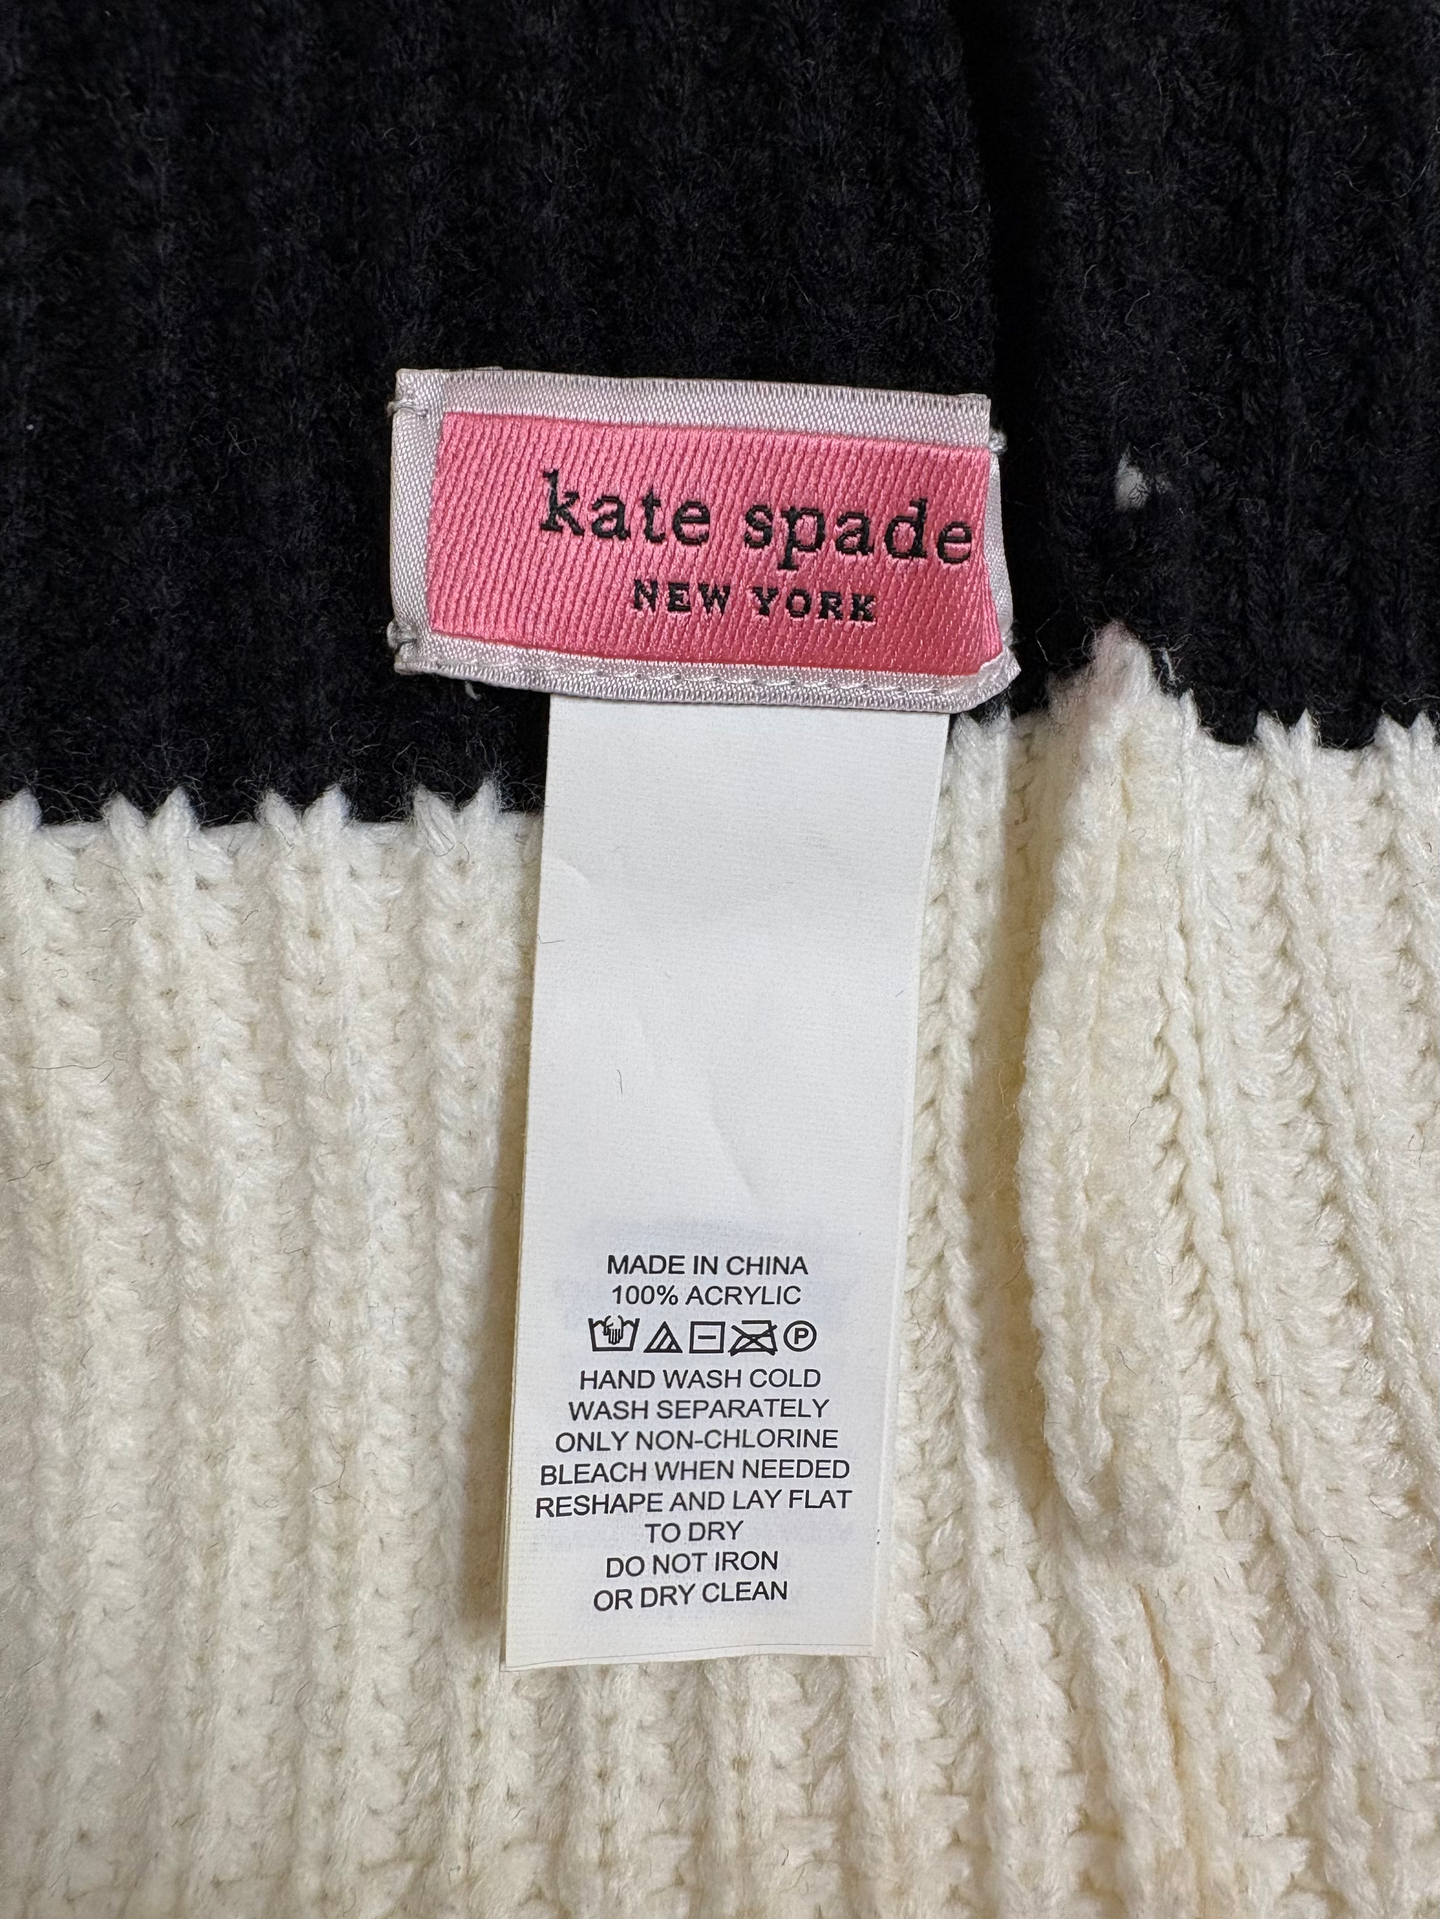 kate spade
NEW YORK
MADE IN CHINA
100% ACRYLIC
P
HAND WASH COLD
WASH SEPARATELY
ONLY NON-CHLORINE
BLEACH WHEN NEEDED
RESHAPE AND LAY FLAT
TO DRY
DO NOT IRON
OR DRY CLEAN